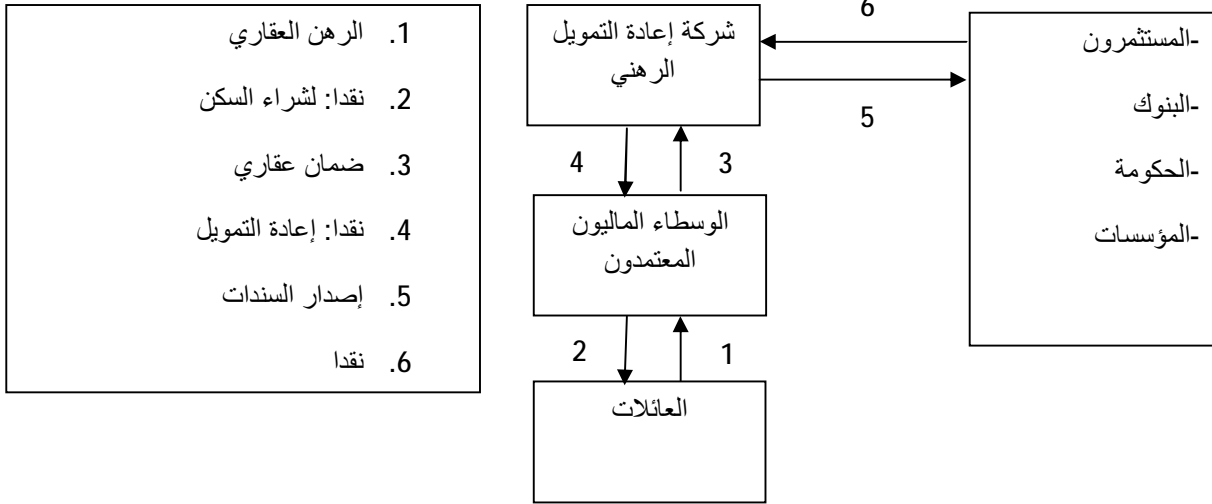 1. الرهن العقاري
2. نقدا: لشراء السكن
3. ضمان عقاري
4. نقدا: إعادة التمويل
5. إصدار السندات
6. نقدا
شركة إعادة التمويل
الرهني
6
5
-المستثمرون
-البنوك
-الحكومة
-المؤسسات
4
3
الوسطاء الماليون
المعتمدون
2
1
العائلات